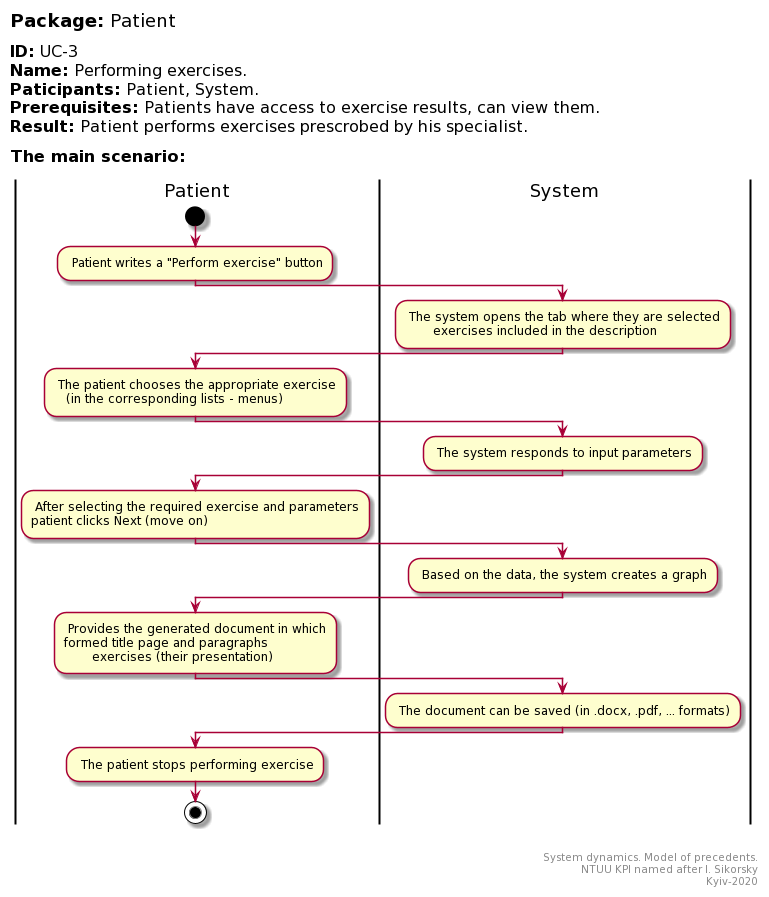 Package: Patient
ID: UC-3
Name: Performing exercises.
Paticipants: Patient, System.
Prerequisites: Patients have access to exercise results, can view them.
Result: Patient performs exercises prescrobed by his specialist.
The main scenario:
Patient System
Patient writes a "Perform exercise" button
The system opens the tab where they are selected
exercises included in the description
The patient chooses the appropriate exercise
(in the corresponding lists - menus)
The system responds to input parameters
After selecting the required exercise and parameters
patient clicks Next (move on)
Based on the data, the system creates a graph
Provides the generated document in which
formed title page and paragraphs
exercises (their presentation)
The document can be saved (in .docx, .pdf, ... formats)
The patient stops performing exercise
System dynamics. Model of precedents.
NTUU KPI named after I. Sikorsky
Kyiv-2020